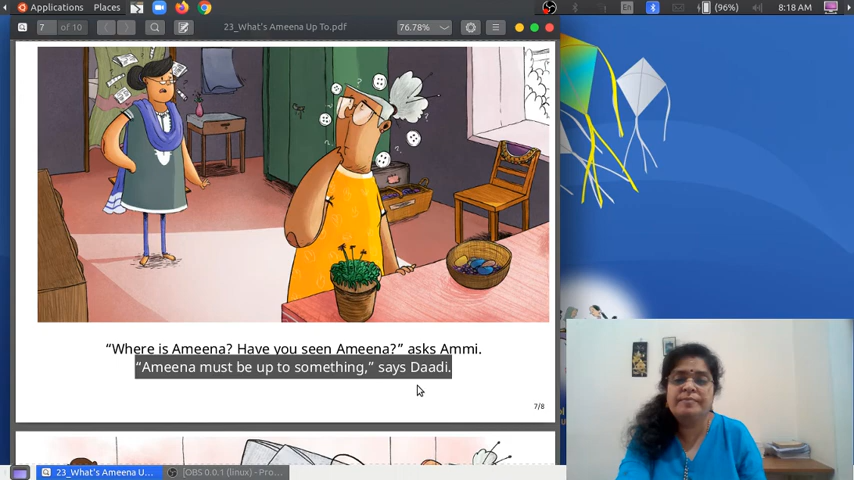 Applications Places
En (96%) 8:18 AM
7 of 10 23_What's Ameena Up To.pdf 76.78%
“Where is Ameena? Have you seen Ameena?” asks Ammi.
“Ameena must be up to something,” says Daadi.
7/8
23_What's Ameena U... [OBS 0.0.1 (linux) - Pro...